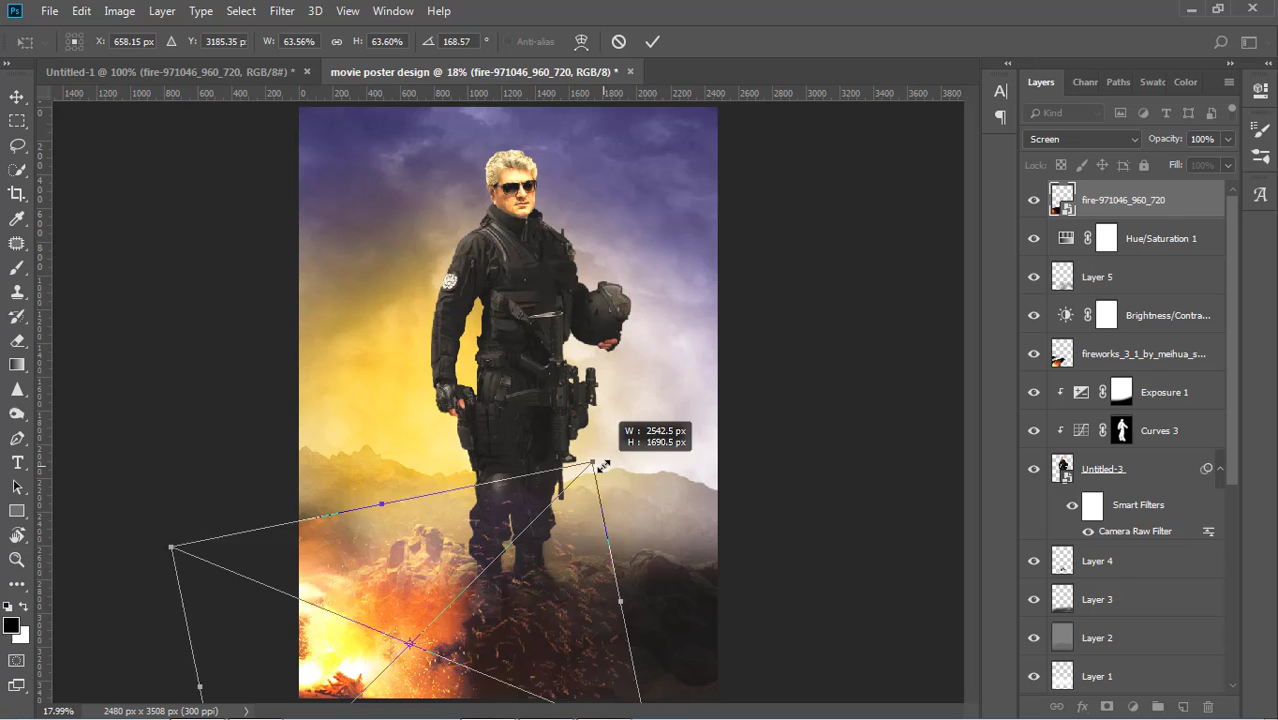 Ps File Edit Image Layer Type Select Filter 3D View Window Help
X: 658.15 px Y: 3185.35 px W: 63.56% H: 63.60% 168.57 ° Anti-alias
Untitled-1 @ 100% (fire-971046_960_720, RGB/8#) * × movie poster design @ 18% (fire-971046_960_720, RGB/8) * ×
1400 1200 1000 800 600 400 200 0 200 400 600 800 1000 1200 1400 1600 1800 2000 2200 2400 2600 2800 3000 3200 3400 3600 3800
Layers Chanr Paths Swatc Color
Kind
Screen Opacity: 100%
Lock: Fill: 100%
fire-971046_960_720
Hue/Saturation 1
Layer 5
Brightness/Contra...
fireworks_3_1_by_meihua_s...
Exposure 1
Curves 3
Untitled-3
Smart Filters
Camera Raw Filter
Layer 4
Layer 3
Layer 2
Layer 1
W : 2542.5 px
H : 1690.5 px
17.99% 2480 px x 3508 px (300 ppi)